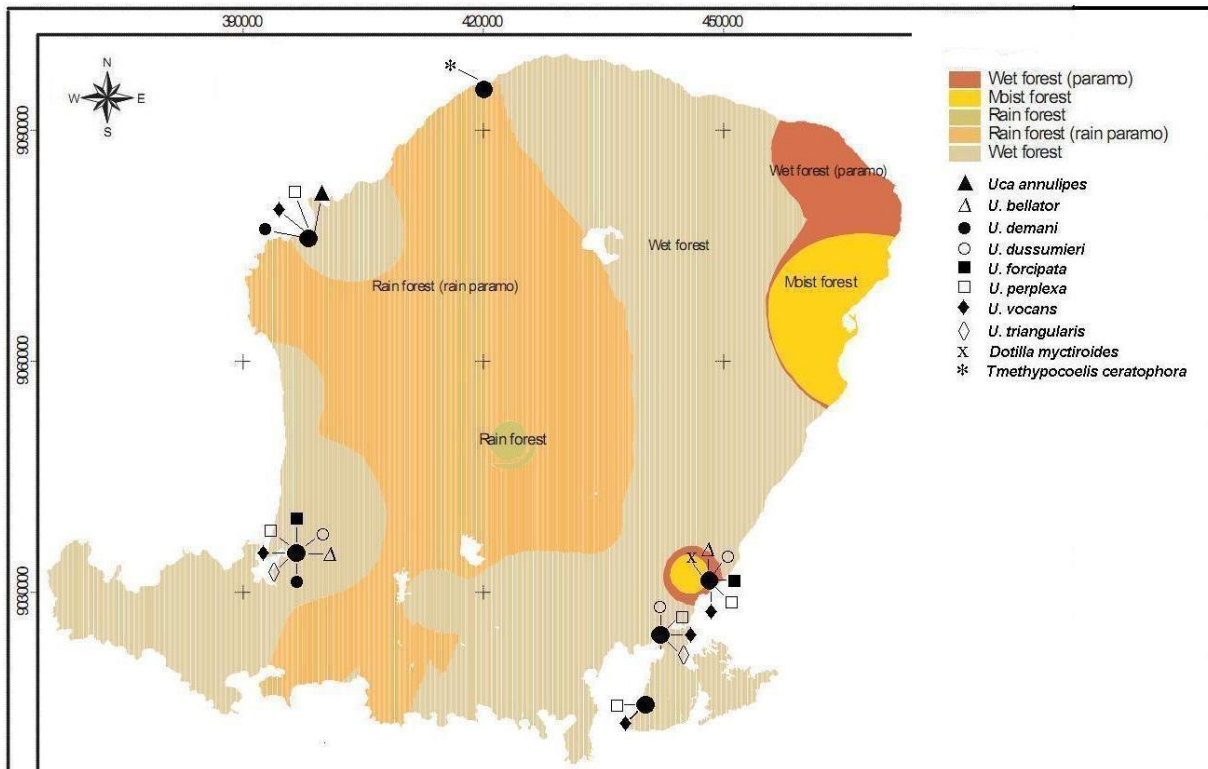 390000 420000 450000
N
W E
S
9090000
9060000
9030000
Wet forest (paramo)
Moist forest
Rain forest
Rain forest (rain paramo)
Wet forest
Wet forest (paramo)
Wet forest
Moist forest
Rain forest (rain paramo)
Rain forest
Uca annulipes
U. bellator
U. demani
U. dussumieri
U. forcipata
U. perplexa
U. vocans
U. triangularis
x Dotilla myctiroides
* Tmethypocoelis ceratophora
*
x